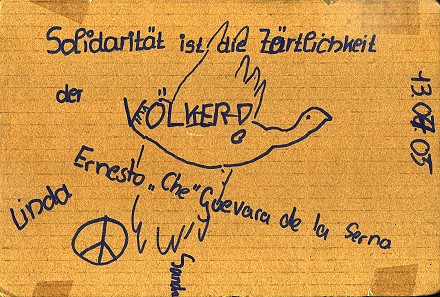 Solidarität ist die Zärtlichkeit
der VÖLKER
13.07.05
Ernesto "Che" Guevara de la Serna
Linda